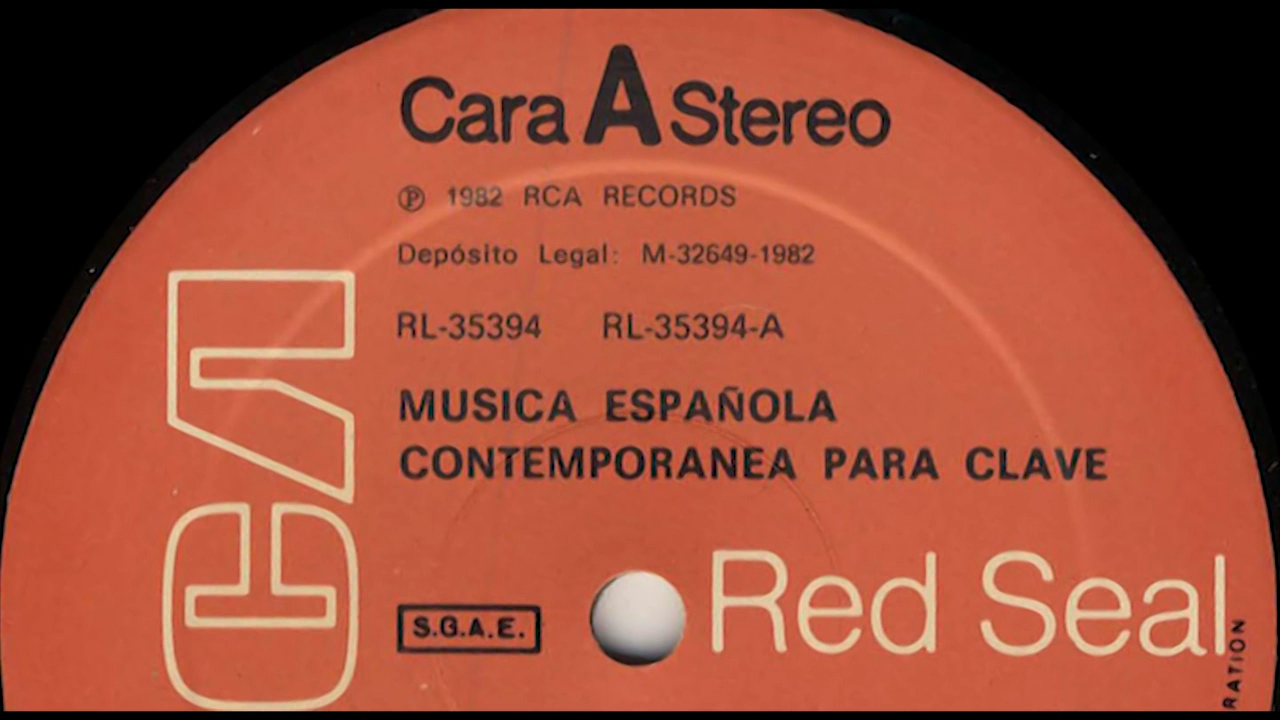 Cara A Stereo
℗ 1982 RCA RECORDS
Depósito Legal: M-32649-1982
RL-35394 RL-35394-A
MUSICA ESPAÑOLA
CONTEMPORANEA PARA CLAVE
S.G.A.E.
Red Seal